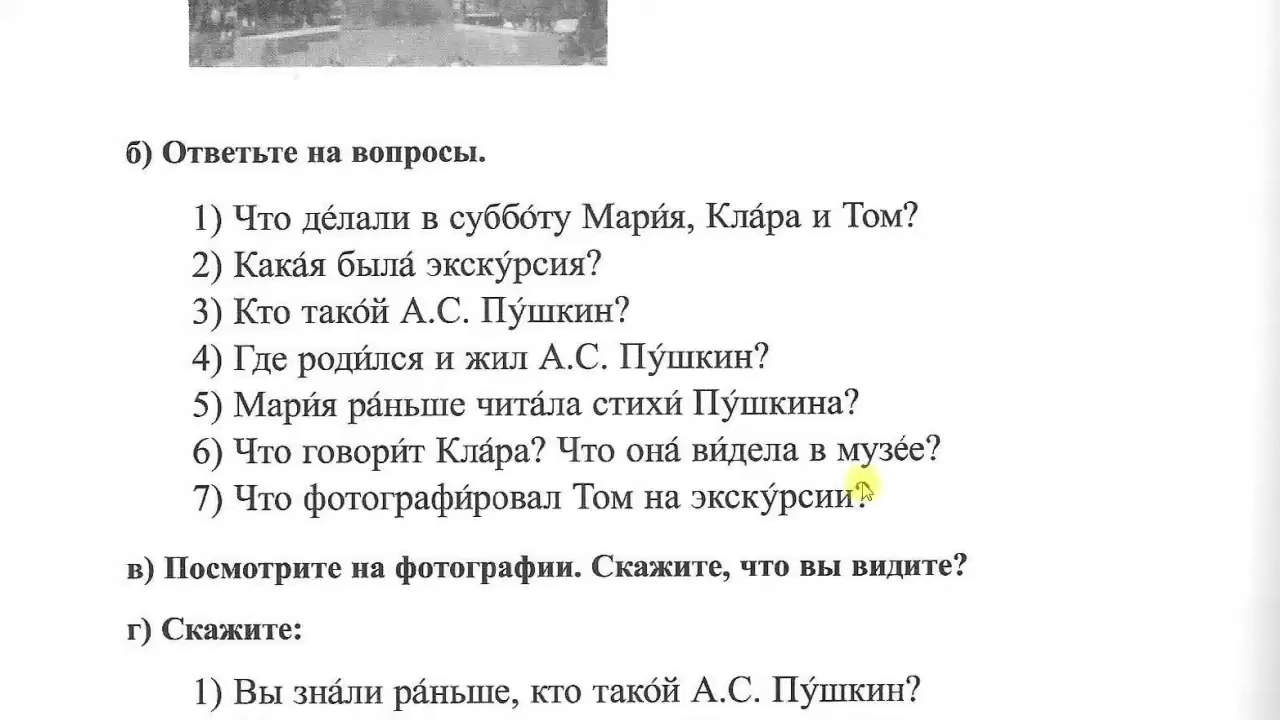 б) Ответьте на вопросы.
1) Что де́лали в суббо́ту Мари́я, Кла́ра и Том?
2) Кака́я была́ экску́рсия?
3) Кто тако́й А.С. Пу́шкин?
4) Где роди́лся и жил А.С. Пу́шкин?
5) Мари́я ра́ньше чита́ла стихи́ Пу́шкина?
6) Что говори́т Кла́ра? Что она́ ви́дела в музе́е?
7) Что фотографи́ровал Том на экску́рсии?
в) Посмотрите на фотографии. Скажите, что вы видите?
г) Скажите:
1) Вы зна́ли ра́ньше, кто тако́й А.С. Пу́шкин?